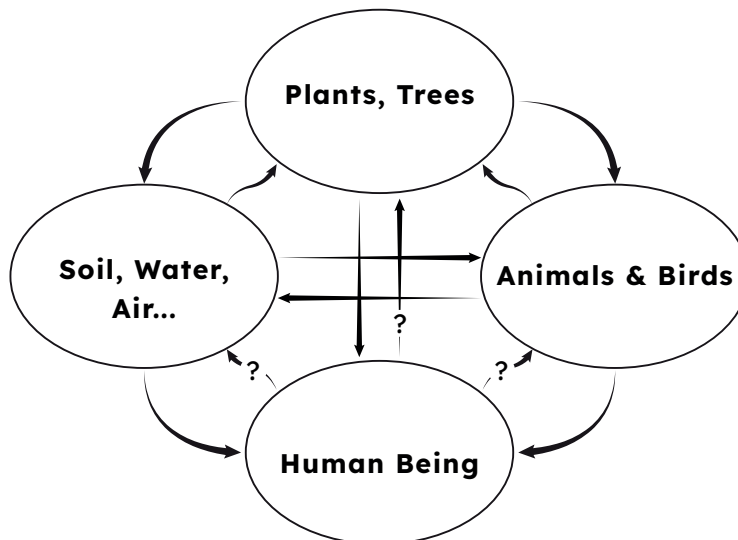 Plants, Trees
Soil, Water,
Air...
Animals & Birds
?
?
?
Human Being